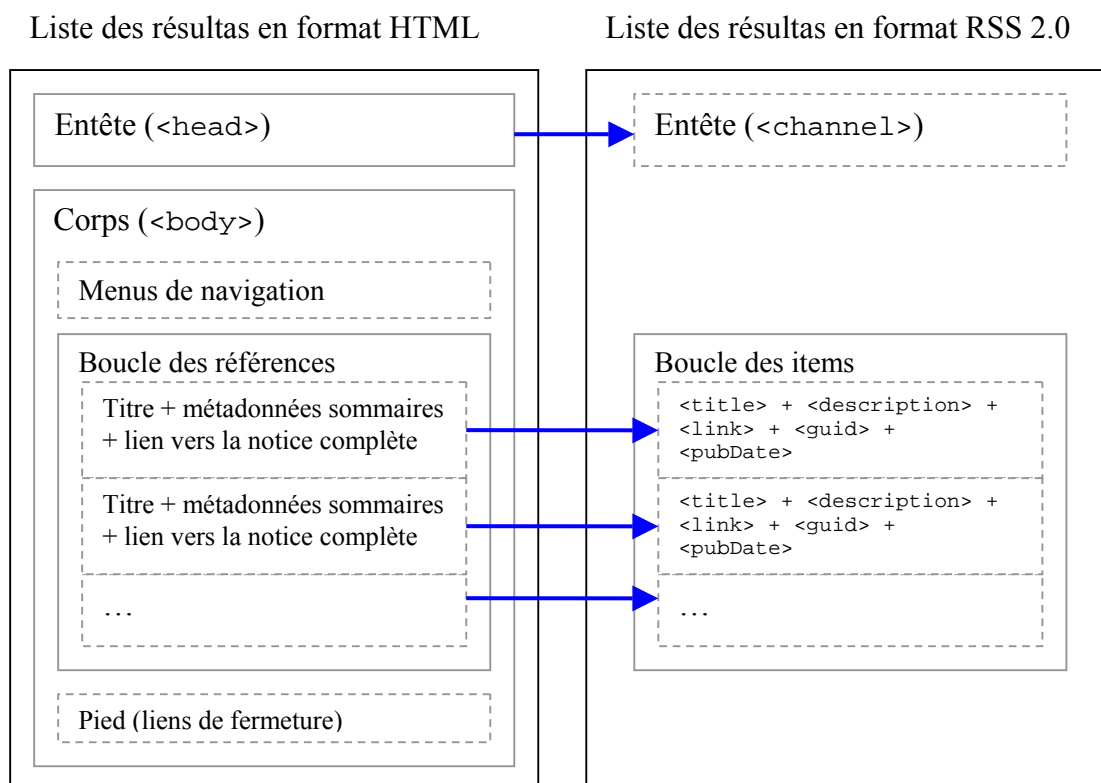 Liste des résultas en format HTML
Liste des résultas en format RSS 2.0
Entête (<head>)
Entête (<channel>)
Corps (<body>)
Menus de navigation
Boucle des références
Titre + métadonnées sommaires
+ lien vers la notice complète
Titre + métadonnées sommaires
+ lien vers la notice complète
…
Pied (liens de fermeture)
Boucle des items
<title> + <description> +
<link> + <guid> +
<pubDate>
<title> + <description> +
<link> + <guid> +
<pubDate>
…